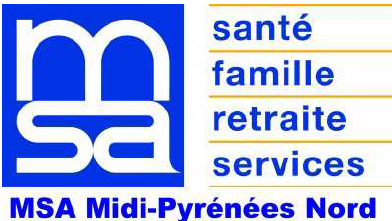 msa
santé
famille
retraite
services
MSA Midi-Pyrénées Nord